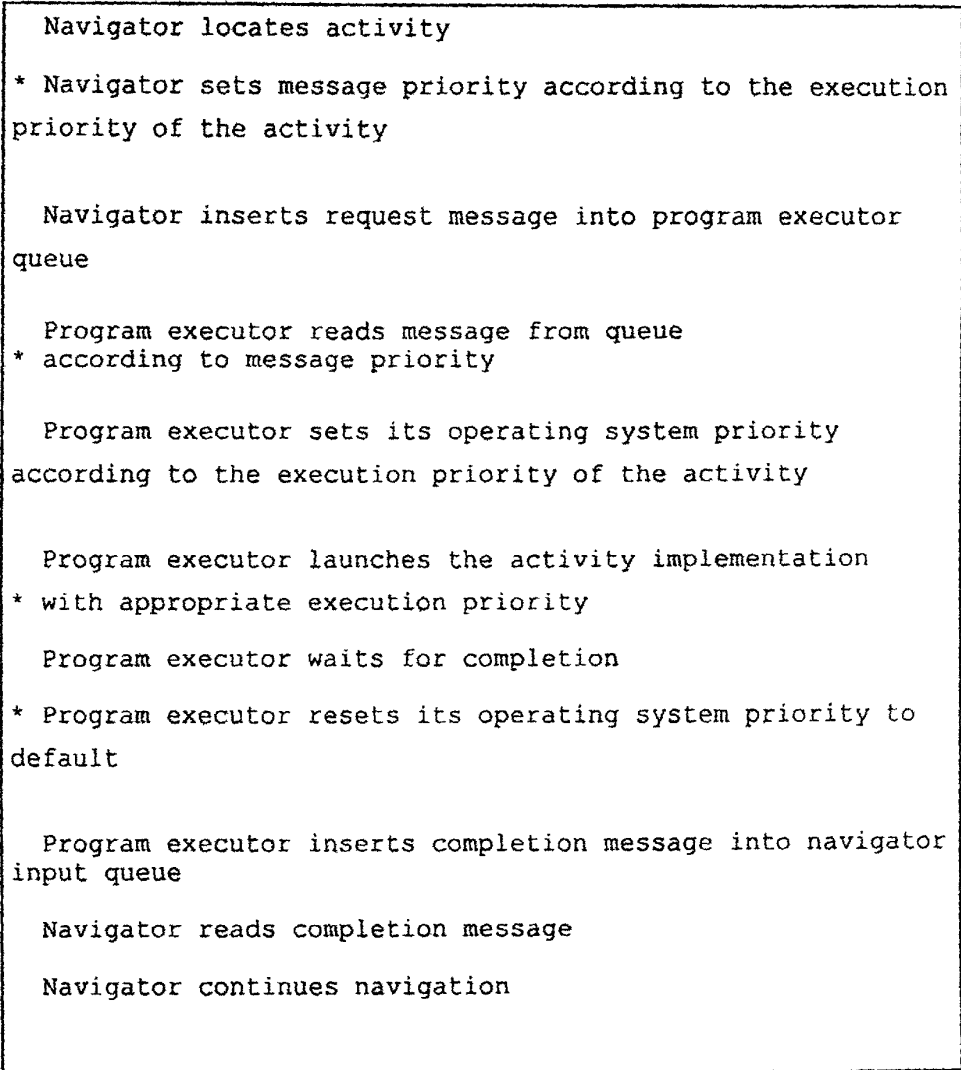 Navigator locates activity
* Navigator sets message priority according to the execution
priority of the activity
Navigator inserts request message into program executor
queue
Program executor reads message from queue
* according to message priority
Program executor sets its operating system priority
according to the execution priority of the activity
Program executor launches the activity implementation
* with appropriate execution priority
Program executor waits for completion
* Program executor resets its operating system priority to
default
Program executor inserts completion message into navigator
input queue
Navigator reads completion message
Navigator continues navigation